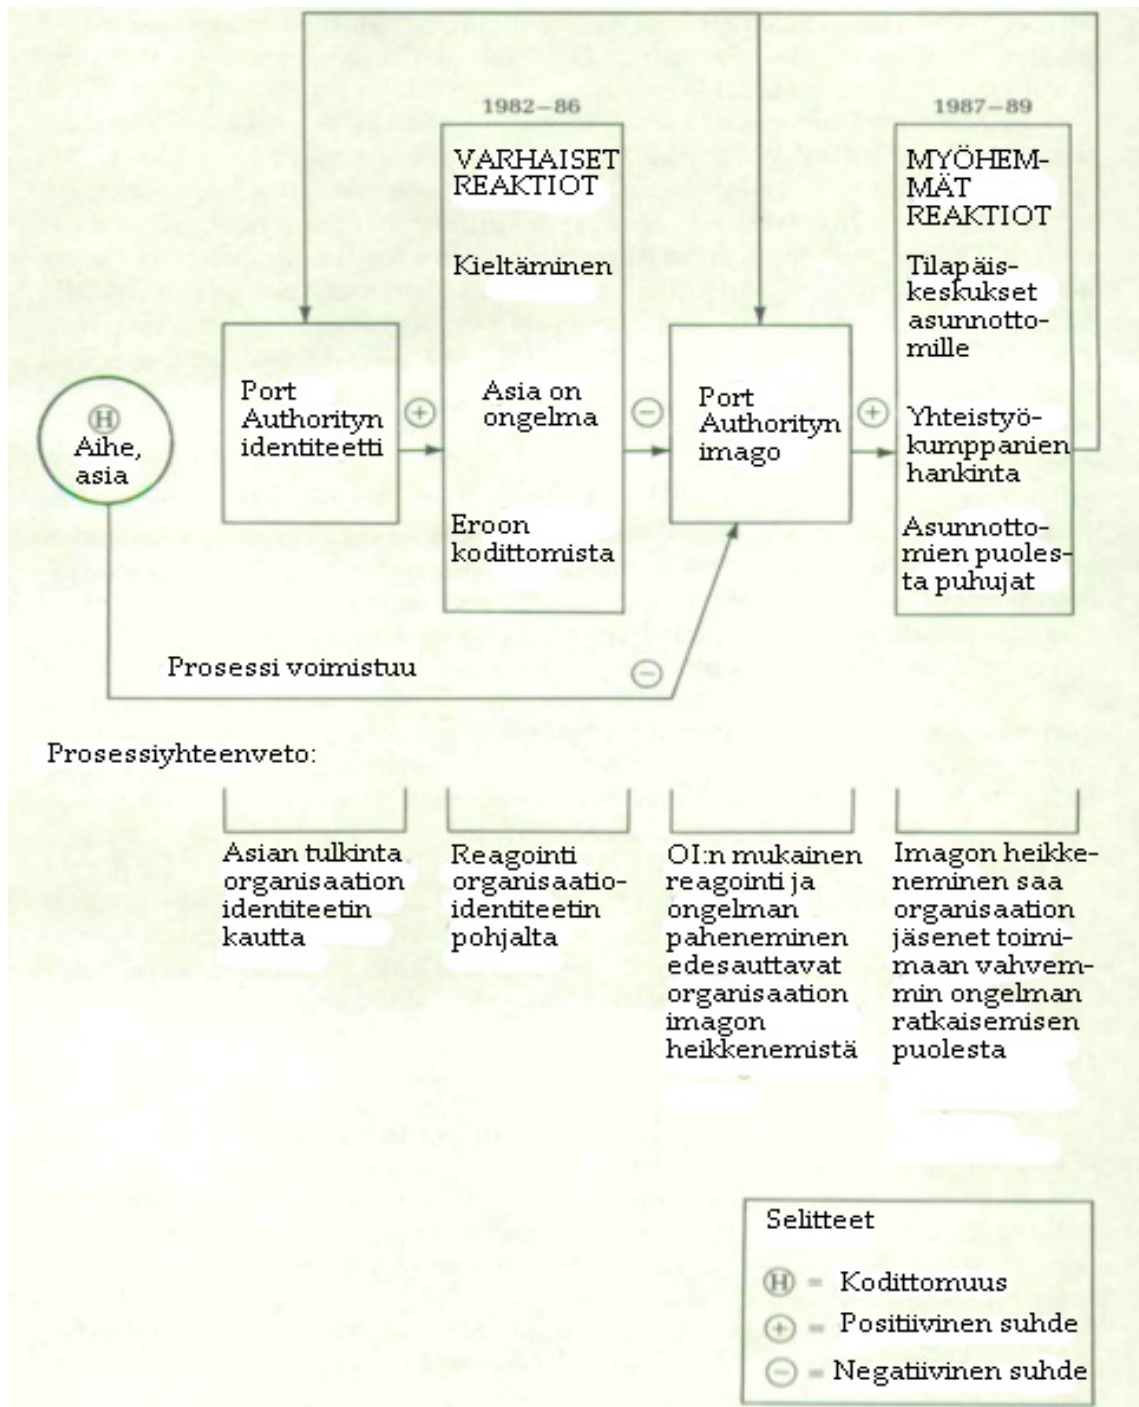 1982–86
1987–89
VARHAISET
REAKTIOT
Kieltäminen
Asia on
ongelma
Eroon
kodittomista
MYÖHEM-
MÄT
REAKTIOT
Tilapäis-
keskukset
asunnotto-
mille
Yhteistyö-
kumppanien
hankinta
Asunnotto-
mien puoles-
ta puhujat
H
Aihe,
asia
Port
Authorityn
identiteetti
+
−
Port
Authorityn
imago
+
Prosessi voimistuu
−
Prosessiyhteenveto:
Asian tulkinta
organisaation
identiteetin
kautta
Reagointi
organisaatio-
identiteetin
pohjalta
OI:n mukainen
reagointi ja
ongelman
paheneminen
edesauttavat
organisaation
imagon
heikkenemistä
Imagon heikke-
neminen saa
organisaation
jäsenet toimi-
maan vahvem-
min ongelman
ratkaisemisen
puolesta
Selitteet
H = Kodittomuus
+ = Positiivinen suhde
− = Negatiivinen suhde